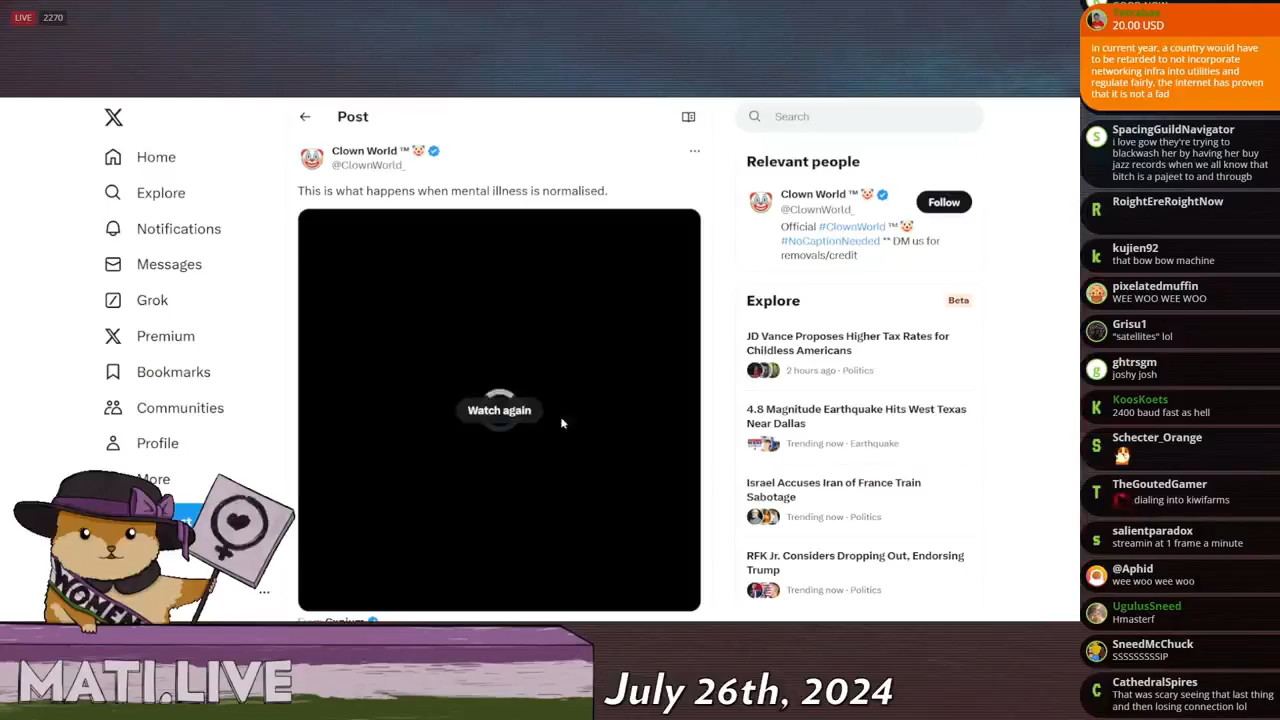 LIVE 2270
Post
Clown World ™ 🤡
@ClownWorld_
This is what happens when mental illness is normalised.
Watch again
Home
Explore
Notifications
Messages
Grok
Premium
Bookmarks
Communities
Profile
More
Search
Relevant people
Clown World ™ 🤡
@ClownWorld_
Follow
Official #ClownWorld ™ 🤡
#NoCaptionNeeded ** DM us for
removals/credit
Explore
Beta
JD Vance Proposes Higher Tax Rates for
Childless Americans
2 hours ago · Politics
4.8 Magnitude Earthquake Hits West Texas
Near Dallas
Trending now · Earthquake
Israel Accuses Iran of France Train
Sabotage
Trending now · Politics
RFK Jr. Considers Dropping Out, Endorsing
Trump
Trending now · Politics
WOMEN
MATI.LIVE
July 26th, 2024
20.00 USD
In current year, a country would have
to be retarded to not incorporate
networking infra into utilities and
regulate fairly, the internet has proven
that it is not a fad
SpacingGuildNavigator
i love gow they're trying to
blackwash her by having her buy
jazz records when we all know that
bitch is a pajeet to and througb
RoightEreRoightNow
kujien92
that bow bow machine
pixelatedmuffin
WEE WOO WEE WOO
Grisu1
"satellites" lol
ghtrsgm
joshy josh
KoosKoets
2400 baud fast as hell
Schecter_Orange
TheGoutedGamer
dialing into kiwifarms
salientparadox
streamin at 1 frame a minute
@Aphid
wee woo wee woo
UgulusSneed
Hmasterf
SneedMcChuck
SSSSSSSSSIP
CathedralSpires
That was scary seeing that last thing
and then losing connection lol